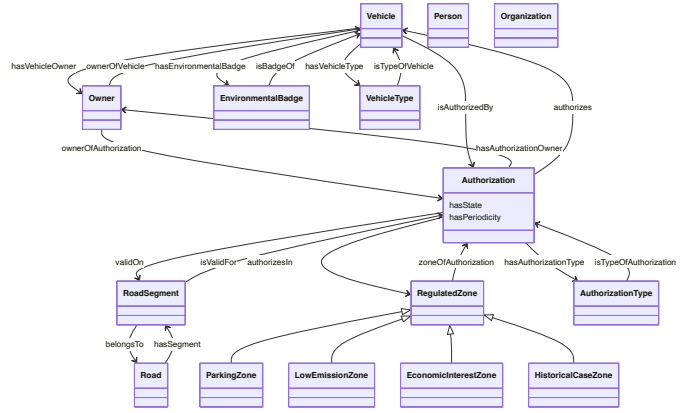 Vehicle
Person
Organization
hasVehicleOwner
ownerOfVehicle
hasEnvironmentalBadge
isBadgeOf
hasVehicleType
isTypeOfVehicle
Owner
EnvironmentalBadge
VehicleType
isAuthorizedBy
authorizes
ownerOfAuthorization
hasAuthorizationOwner
Authorization
hasState
hasPeriodicity
validOn
isValidFor
authorizesIn
zoneOfAuthorization
hasAuthorizationType
isTypeOfAuthorization
RoadSegment
RegulatedZone
AuthorizationType
belongsTo
hasSegment
Road
ParkingZone
LowEmissionZone
EconomicInterestZone
HistoricalCaseZone